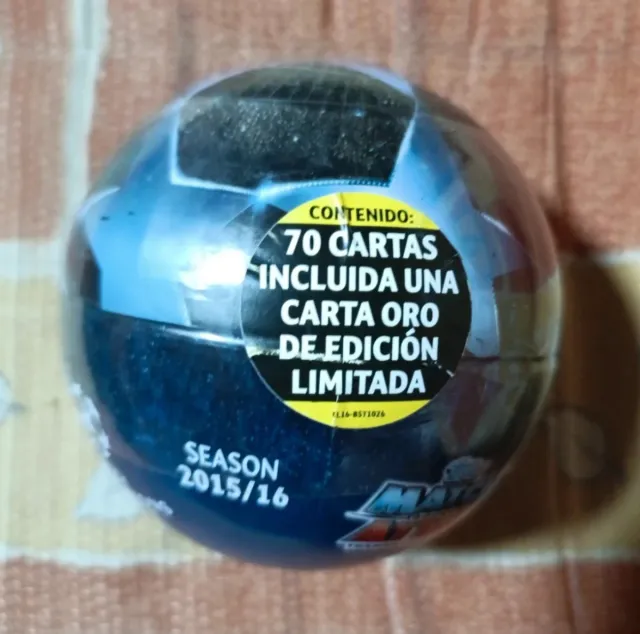 CONTENIDO:
70 CARTAS
INCLUIDA UNA
CARTA ORO
DE EDICIÓN
LIMITADA
SEASON
2015/16